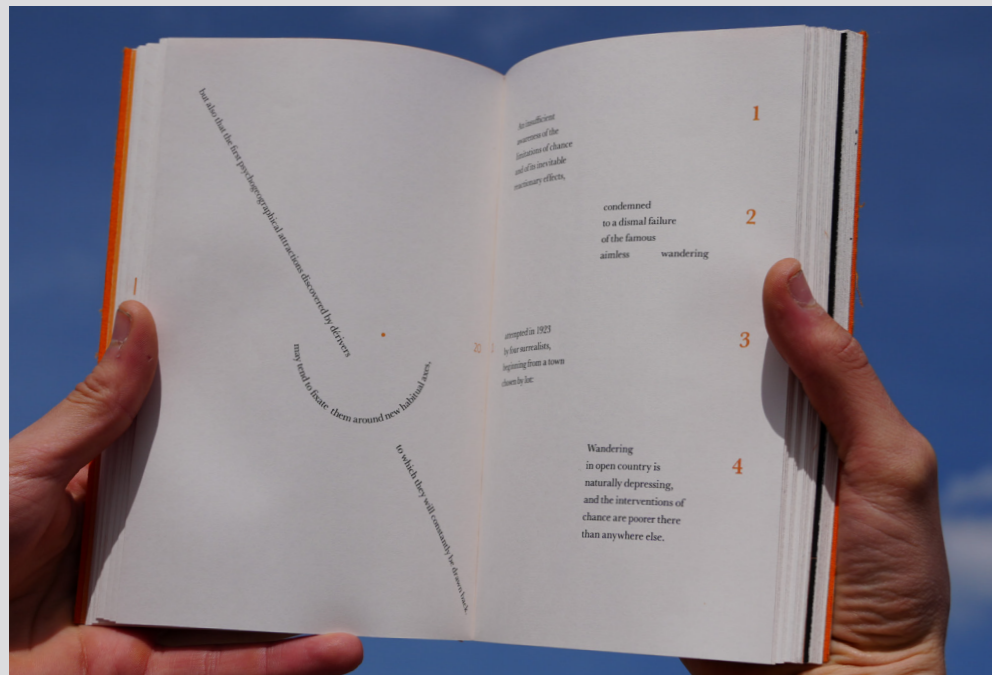 but also that the first psychogeographical attractions discovered by dérivers
may tend to fixate them around new habitual axes,
to which they will constantly be drawn back.
An insufficient
awareness of the
limitations of chance
and of its inevitable
reactionary effects,
1
condemned
to a dismal failure
of the famous
aimless wandering
2
attempted in 1923
by four surrealists,
beginning from a town
chosen by lot:
3
Wandering
in open country is
naturally depressing,
and the interventions of
chance are poorer there
than anywhere else.
4